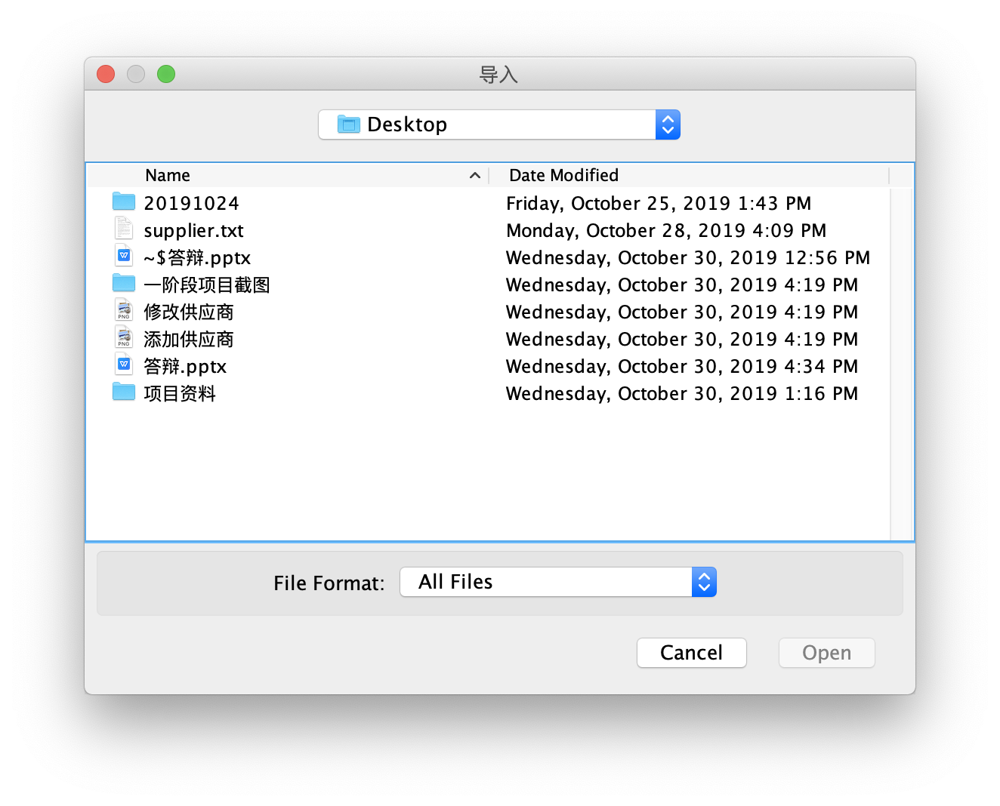 导入
Desktop
Name Date Modified
20191024 Friday, October 25, 2019 1:43 PM
supplier.txt Monday, October 28, 2019 4:09 PM
~$答辩.pptx Wednesday, October 30, 2019 12:56 PM
一阶段项目截图 Wednesday, October 30, 2019 4:19 PM
PNG 修改供应商 Wednesday, October 30, 2019 4:19 PM
PNG 添加供应商 Wednesday, October 30, 2019 4:19 PM
答辩.pptx Wednesday, October 30, 2019 4:34 PM
项目资料 Wednesday, October 30, 2019 1:16 PM
File Format: All Files
Cancel Open